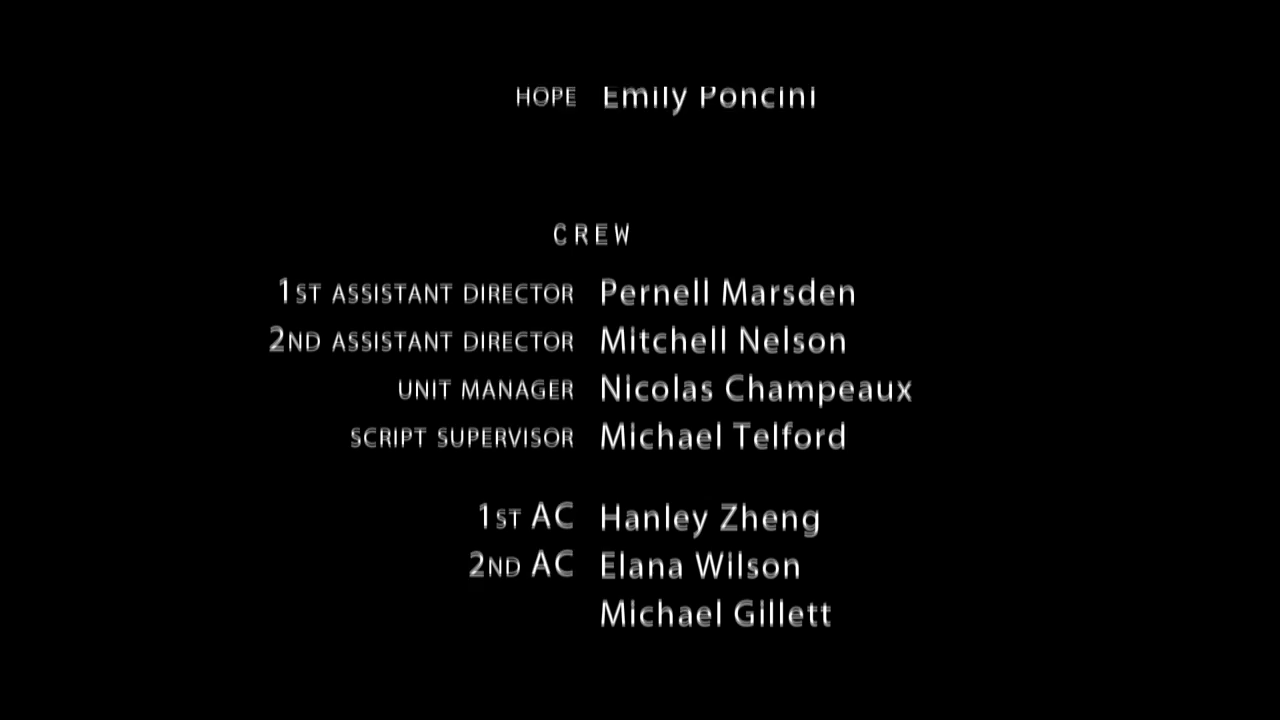 HOPE Emily Poncini
CREW
1ST ASSISTANT DIRECTOR Pernell Marsden
2ND ASSISTANT DIRECTOR Mitchell Nelson
UNIT MANAGER Nicolas Champeaux
SCRIPT SUPERVISOR Michael Telford
1ST AC Hanley Zheng
2ND AC Elana Wilson
Michael Gillett